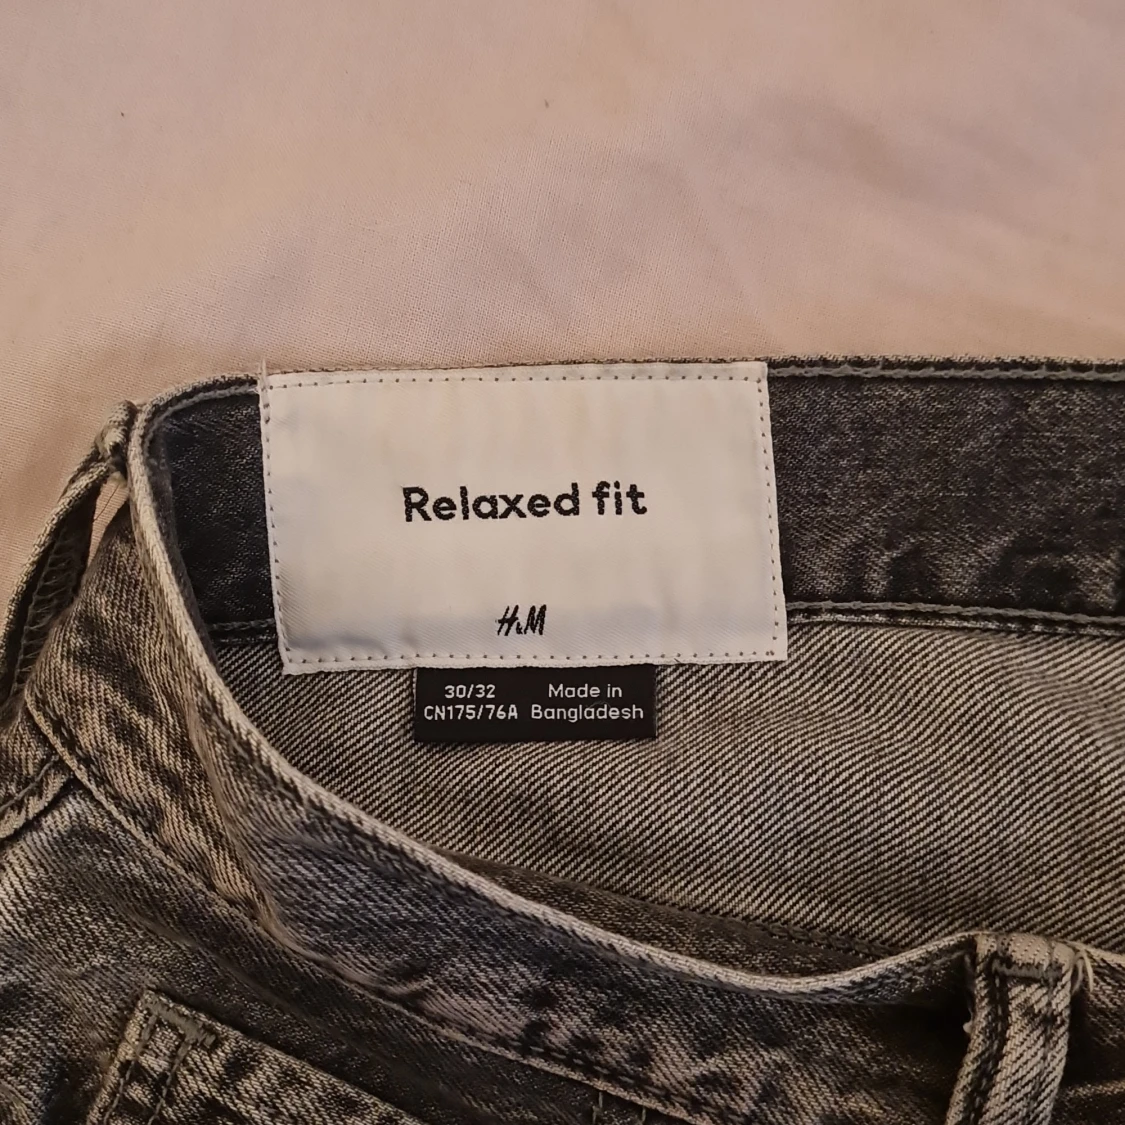 Relaxed fit
H&M
30/32 Made in
CN175/76A Bangladesh